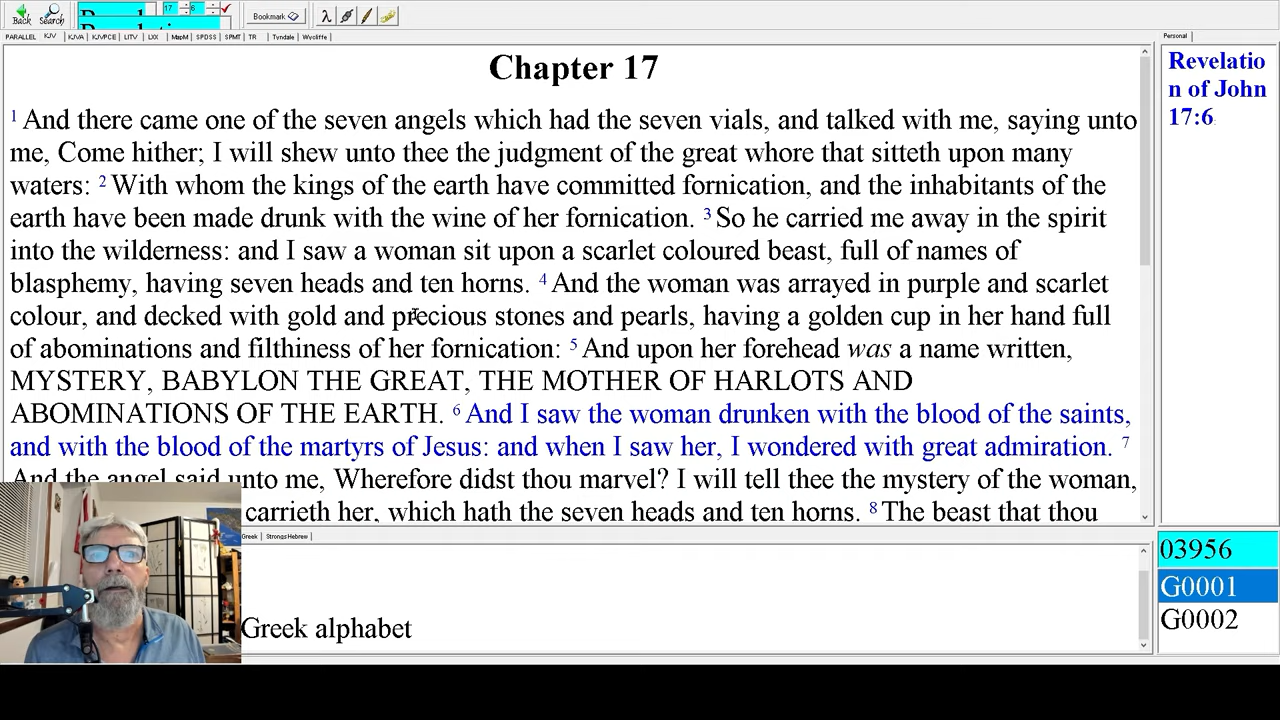 Back
Search
17
6
Bookmark
PARALLEL KJV KJVA KJVPCE LITV LXX MapM SPDSS SPMT TR Tyndale Wycliffe
Personal
Chapter 17
1 And there came one of the seven angels which had the seven vials, and talked with me, saying unto
me, Come hither; I will shew unto thee the judgment of the great whore that sitteth upon many
waters: 2 With whom the kings of the earth have committed fornication, and the inhabitants of the
earth have been made drunk with the wine of her fornication. 3 So he carried me away in the spirit
into the wilderness: and I saw a woman sit upon a scarlet coloured beast, full of names of
blasphemy, having seven heads and ten horns. 4 And the woman was arrayed in purple and scarlet
colour, and decked with gold and precious stones and pearls, having a golden cup in her hand full
of abominations and filthiness of her fornication: 5 And upon her forehead was a name written,
MYSTERY, BABYLON THE GREAT, THE MOTHER OF HARLOTS AND
ABOMINATIONS OF THE EARTH. 6 And I saw the woman drunken with the blood of the saints,
and with the blood of the martyrs of Jesus: and when I saw her, I wondered with great admiration. 7
And the angel said unto me, Wherefore didst thou marvel? I will tell thee the mystery of the woman,
carrieth her, which hath the seven heads and ten horns. 8 The beast that thou
Revelatio
n of John
17:6
Greek StrongsHebrew
Greek alphabet
03956
G0001
G0002